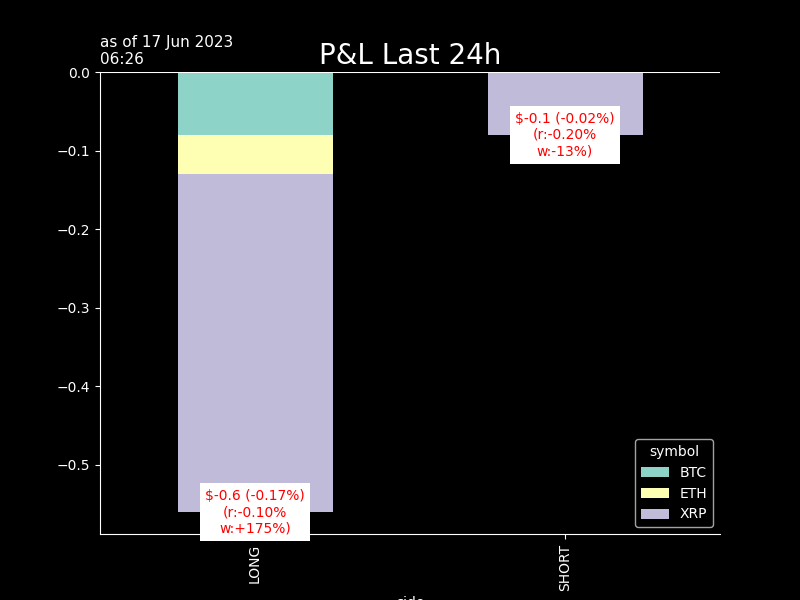 as of 17 Jun 2023
06:26
P&L Last 24h
0.0
−0.1
−0.2
−0.3
−0.4
−0.5
$-0.1 (-0.02%)
(r:-0.20%
w:-13%)
$-0.6 (-0.17%)
(r:-0.10%
w:+175%)
symbol
BTC
ETH
XRP
LONG
SHORT
side